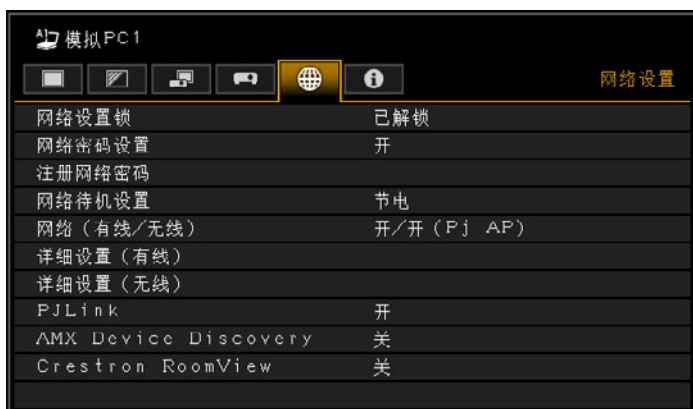 模拟PC1
网络设置
网络设置锁 已解锁
网络密码设置 开
注册网络密码
网络待机设置 节电
网络（有线/无线） 开/开（Pj AP）
详细设置（有线）
详细设置（无线）
PJLink 开
AMX Device Discovery 关
Crestron RoomView 关